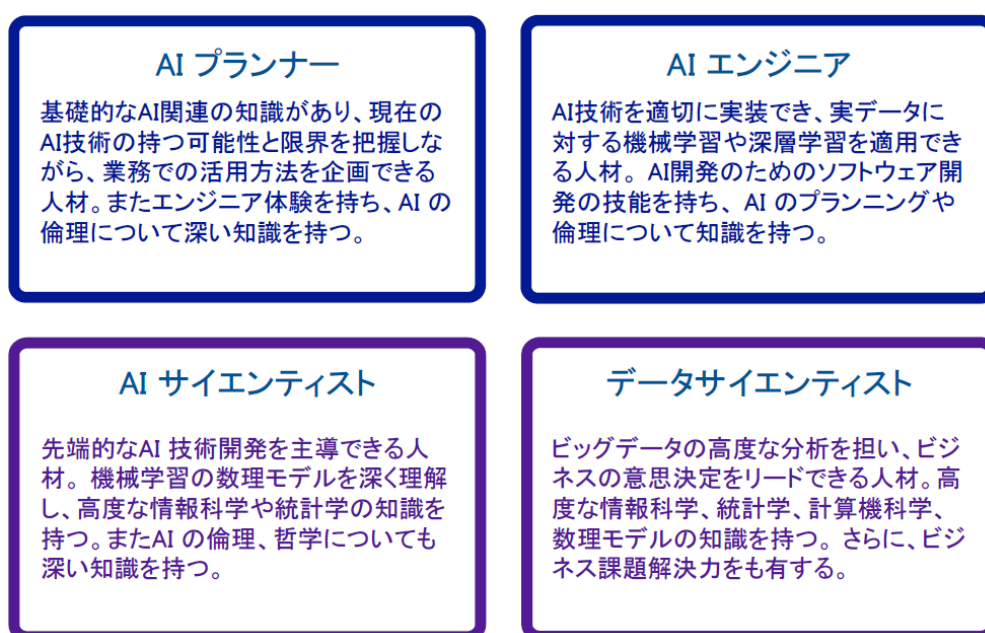 AI プランナー
基礎的なAI関連の知識があり、現在の
AI技術の持つ可能性と限界を把握しな
がら、業務での活用方法を企画できる
人材。またエンジニア体験を持ち、AI の
倫理について深い知識を持つ。
AI エンジニア
AI技術を適切に実装でき、実データに
対する機械学習や深層学習を適用でき
る人材。AI開発のためのソフトウェア開
発の技能を持ち、AI のプランニングや
倫理について知識を持つ。
AI サイエンティスト
先端的なAI 技術開発を主導できる人
材。機械学習の数理モデルを深く理解
し、高度な情報科学や統計学の知識を
持つ。またAI の倫理、哲学についても
深い知識を持つ。
データサイエンティスト
ビッグデータの高度な分析を担い、ビジ
ネスの意思決定をリードできる人材。高
度な情報科学、統計学、計算機科学、
数理モデルの知識を持つ。さらに、ビジ
ネス課題解決力をも有する。